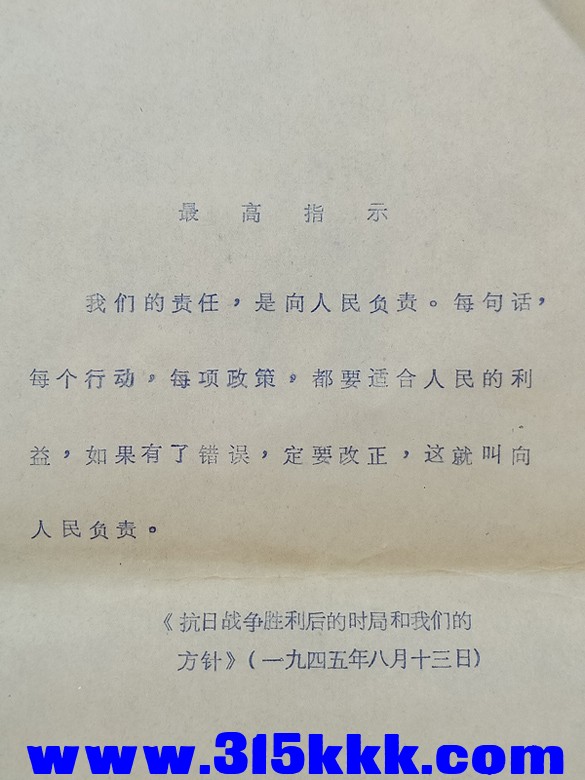 最高指示
我们的责任，是向人民负责。每句话，
每个行动，每项政策，都要适合人民的利
益，如果有了错误，定要改正，这就叫向
人民负责。
《抗日战争胜利后的时局和我们的
方针》(一九四五年八月十三日)
www.315kkk.com